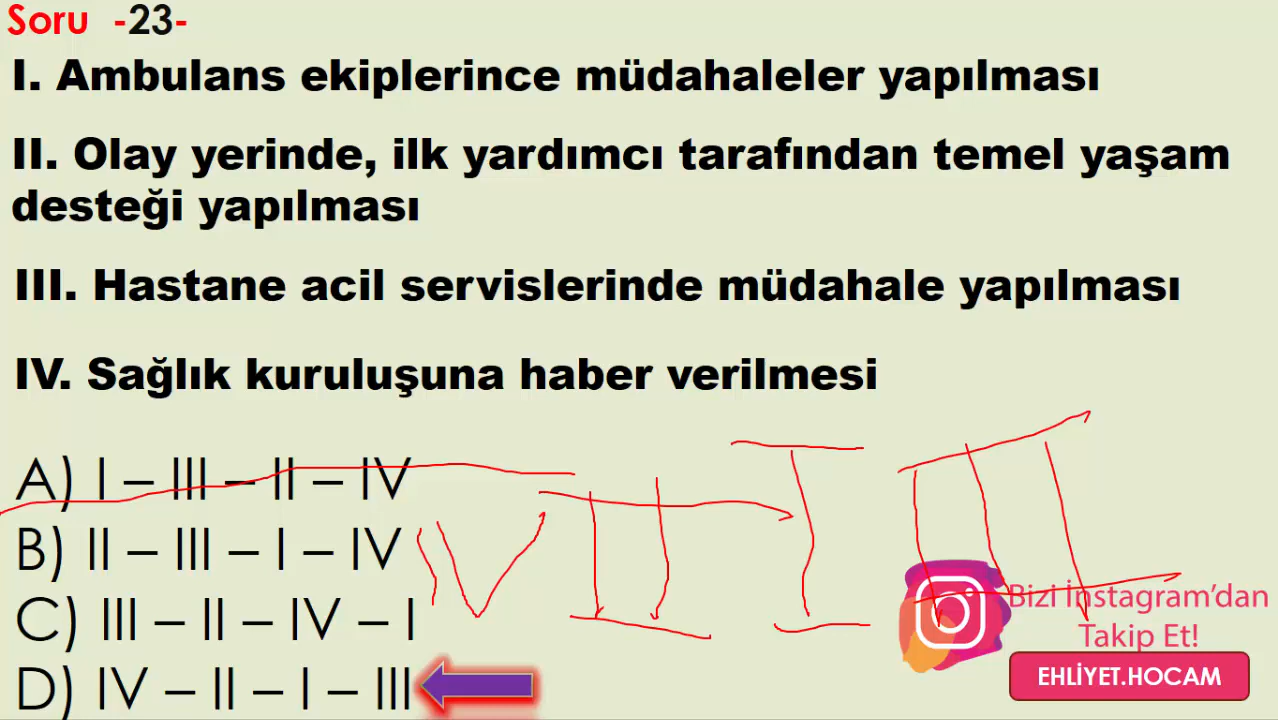 Soru -23-
I. Ambulans ekiplerince müdahaleler yapılması
II. Olay yerinde, ilk yardımcı tarafından temel yaşam
desteği yapılması
III. Hastane acil servislerinde müdahale yapılması
IV. Sağlık kuruluşuna haber verilmesi
A) I – III – II – IV
B) II – III – I – IV
C) III – II – IV – I
D) IV – II – I – III
IV II I III
Bizi İnstagram’dan
Takip Et!
EHLİYET.HOCAM